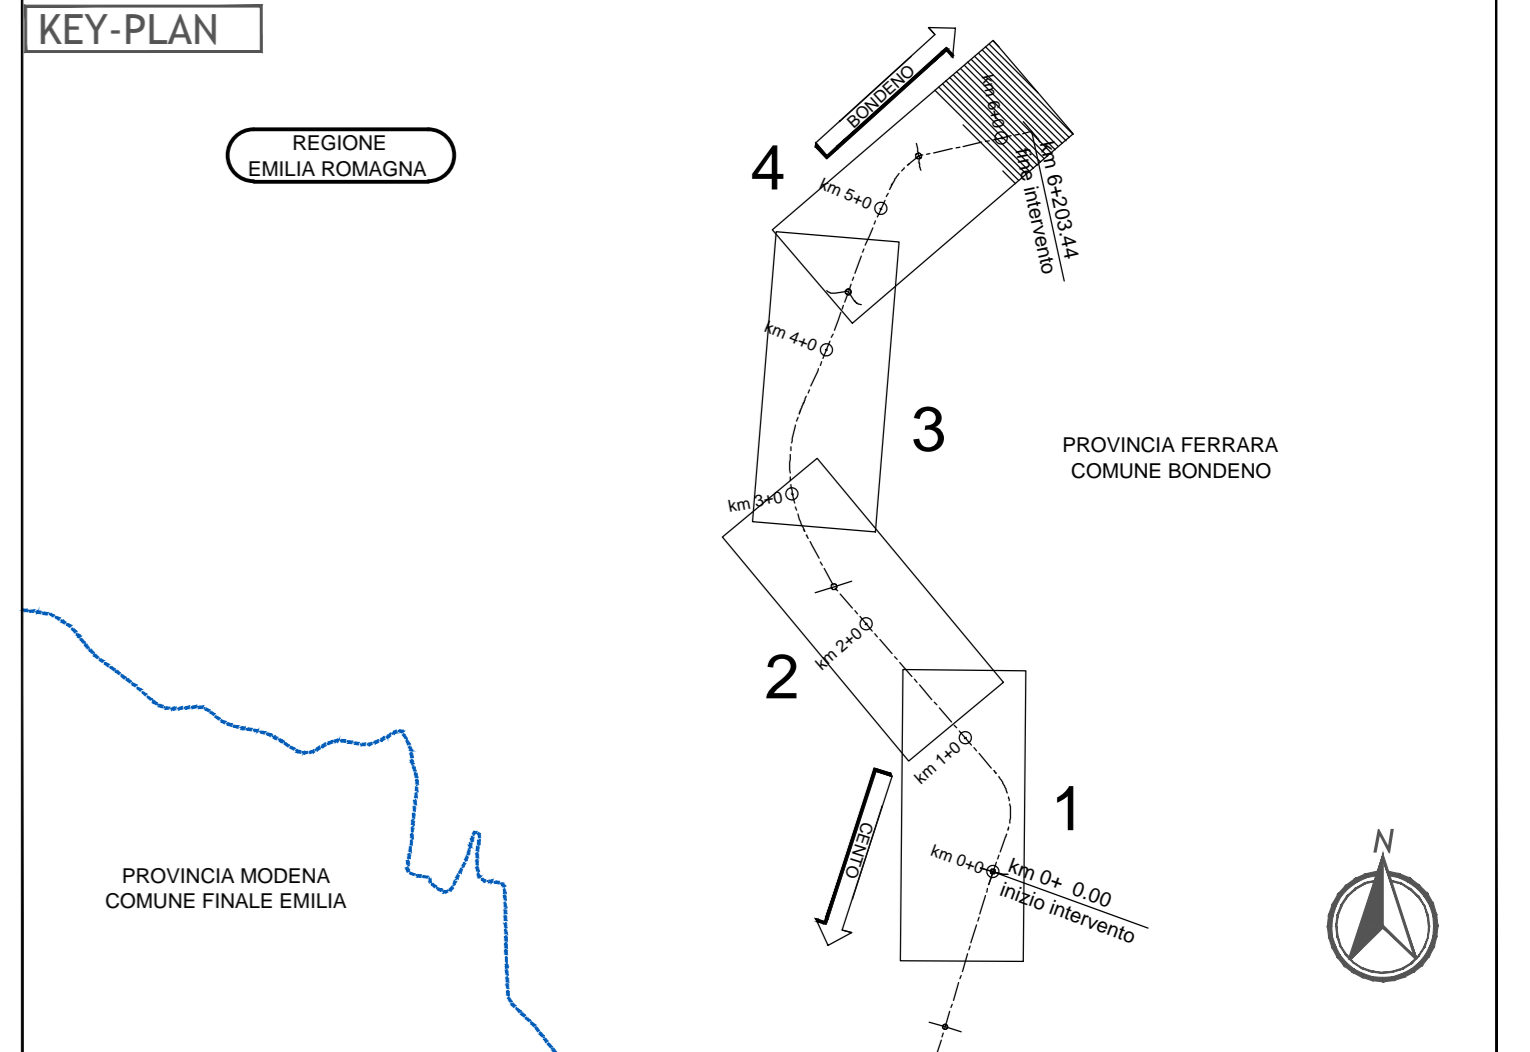 KEY-PLAN
REGIONE
EMILIA ROMAGNA
BONDENO
4
km 6+0
km 6+203.44
fine intervento
km 5+0
km 4+0
3
PROVINCIA FERRARA
COMUNE BONDENO
km 3+0
km 2+0
2
km 1+0
1
CENTO
km 0+0
km 0+ 0.00
inizio intervento
PROVINCIA MODENA
COMUNE FINALE EMILIA
N